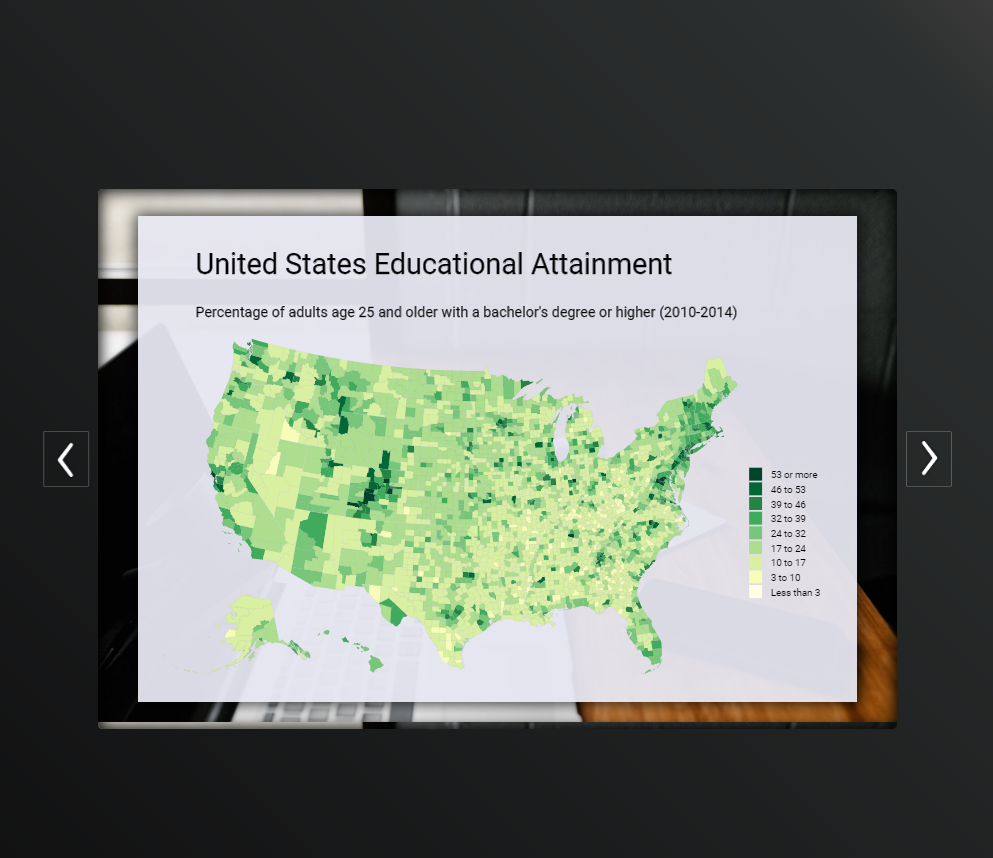 United States Educational Attainment
Percentage of adults age 25 and older with a bachelor's degree or higher (2010-2014)
53 or more
46 to 53
39 to 46
32 to 39
24 to 32
17 to 24
10 to 17
3 to 10
Less than 3